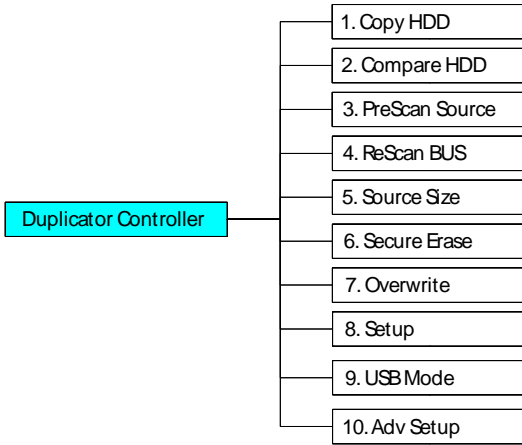 1. Copy HDD
2. Compare HDD
3. PreScan Source
4. ReScan BUS
5. Source Size
Duplicator Controller
6. Secure Erase
7. Overwrite
8. Setup
9. USB Mode
10. Adv Setup